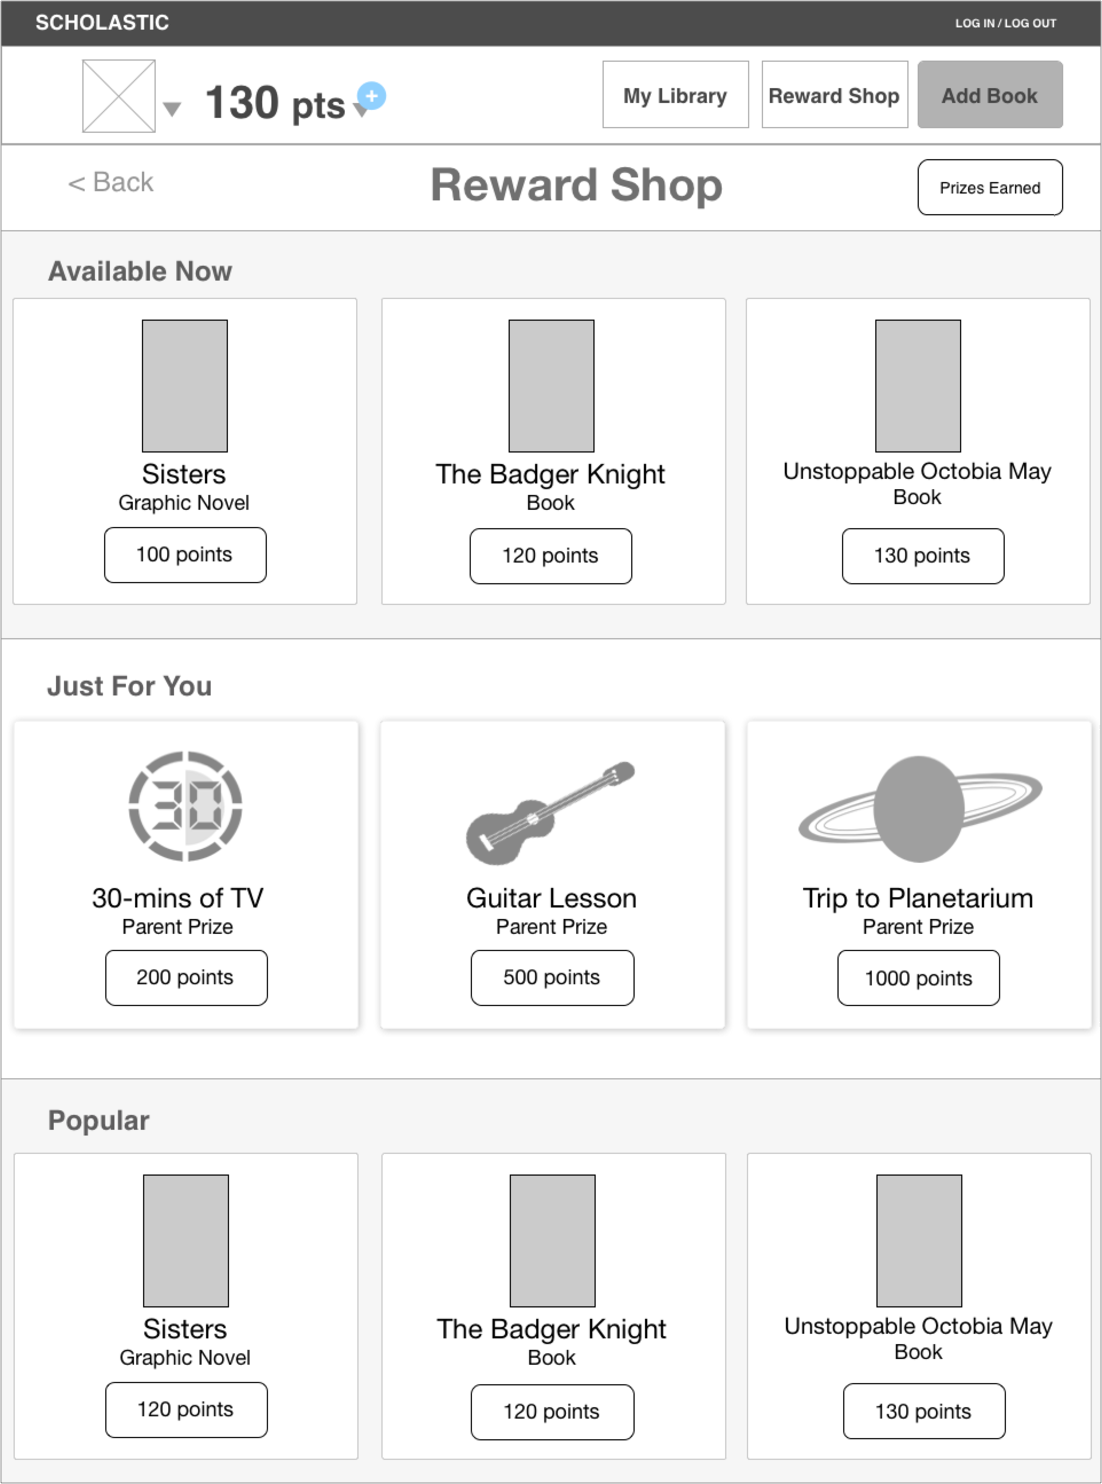 SCHOLASTIC
LOG IN / LOG OUT
130 pts
+
My Library
Reward Shop
Add Book
< Back
Reward Shop
Prizes Earned
Available Now
Sisters
Graphic Novel
100 points
The Badger Knight
Book
120 points
Unstoppable Octobia May
Book
130 points
Just For You
30
30-mins of TV
Parent Prize
200 points
Guitar Lesson
Parent Prize
500 points
Trip to Planetarium
Parent Prize
1000 points
Popular
Sisters
Graphic Novel
120 points
The Badger Knight
Book
120 points
Unstoppable Octobia May
Book
130 points